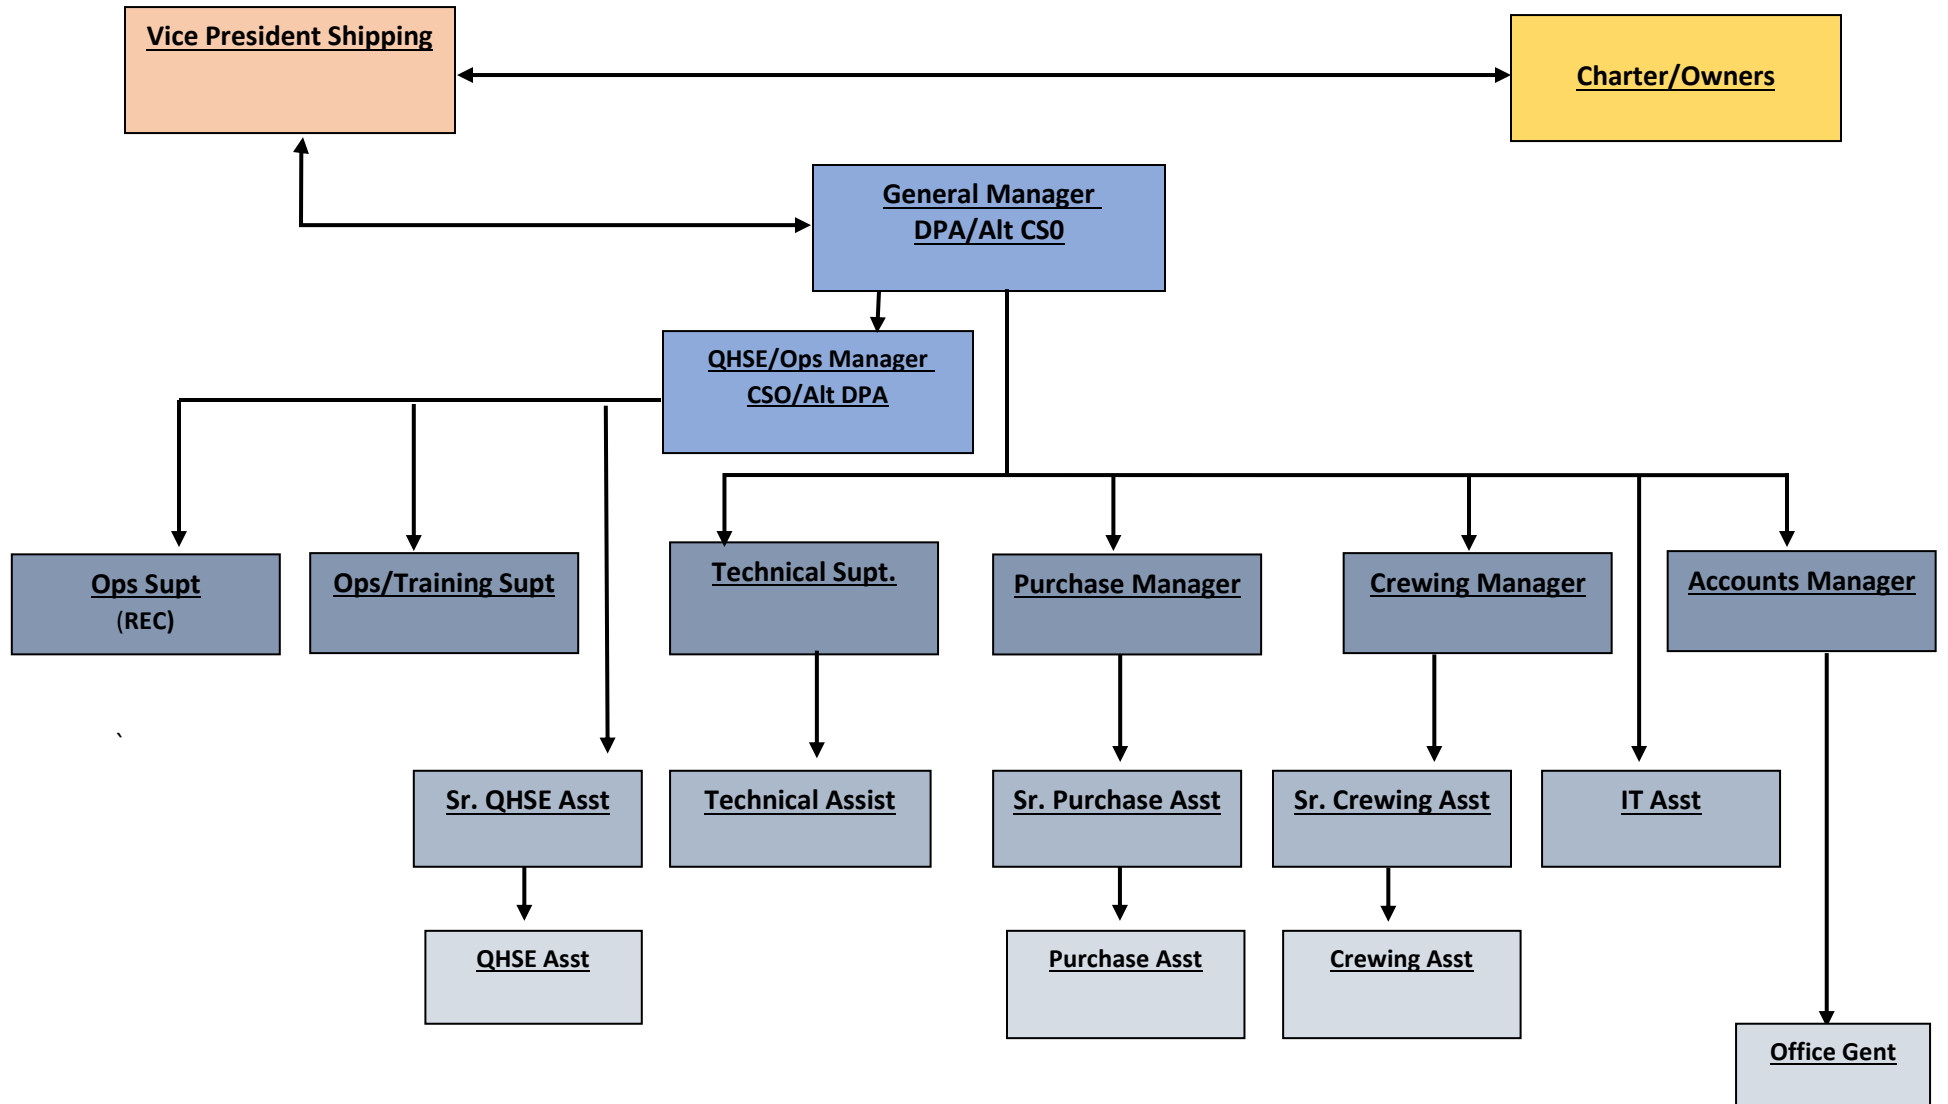 Vice President Shipping
Charter/Owners
General Manager
DPA/Alt CS0
QHSE/Ops Manager
CSO/Alt DPA
Ops Supt
(REC)
Ops/Training Supt
Technical Supt.
Purchase Manager
Crewing Manager
Accounts Manager
`
Sr. QHSE Asst
Technical Assist
Sr. Purchase Asst
Sr. Crewing Asst
IT Asst
QHSE Asst
Purchase Asst
Crewing Asst
Office Gent